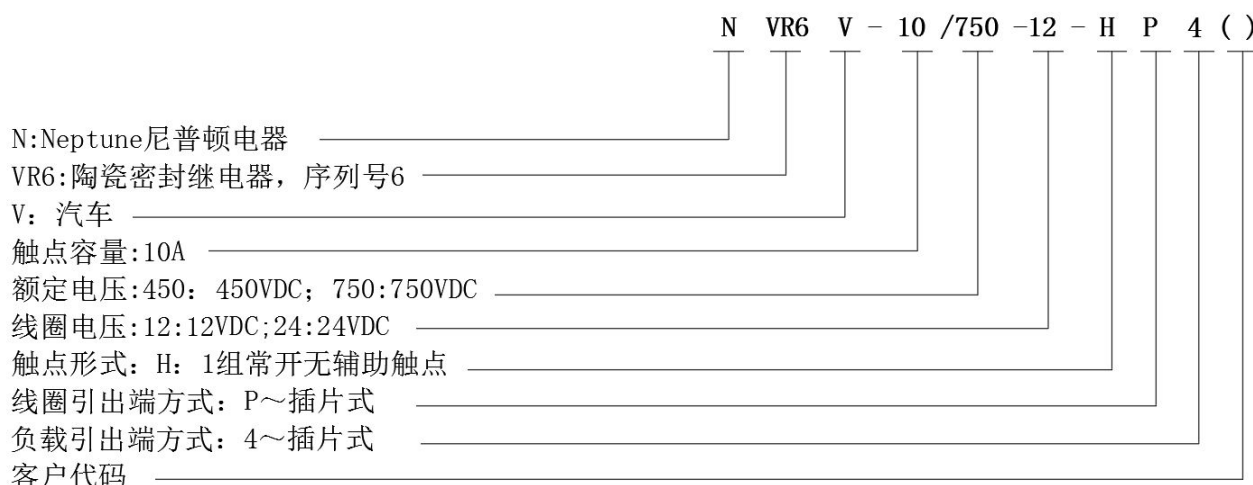 N VR6 V - 10 /750 -12 - H P 4 ( )
N:Neptune尼普顿电器
VR6:陶瓷密封继电器，序列号6
V：汽车
触点容量:10A
额定电压:450：450VDC；750:750VDC
线圈电压:12:12VDC;24:24VDC
触点形式：H：1组常开无辅助触点
线圈引出端方式：P～插片式
负载引出端方式：4～插片式
客户代码